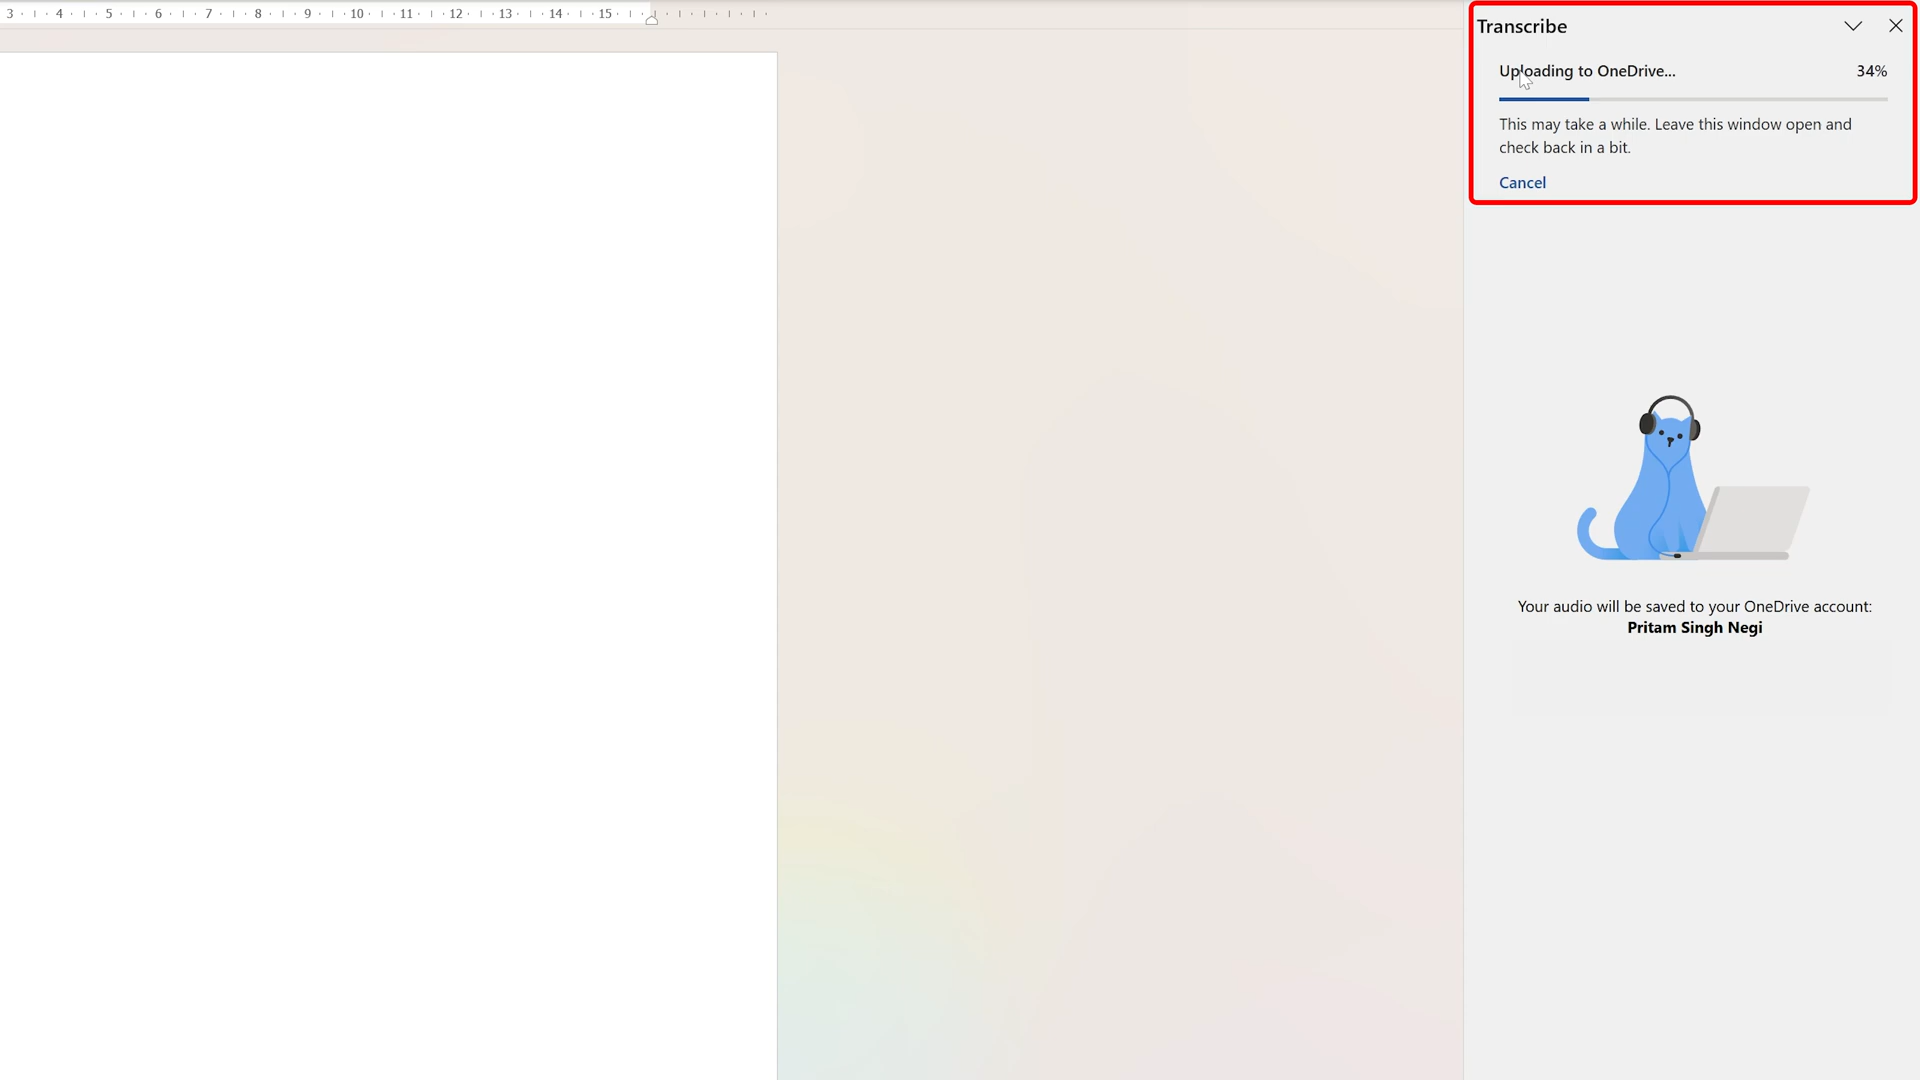 3 4 5 6 7 8 9 10 11 12 13 14 15
Transcribe
Uploading to OneDrive... 34%
This may take a while. Leave this window open and
check back in a bit.
Cancel
Your audio will be saved to your OneDrive account:
Pritam Singh Negi